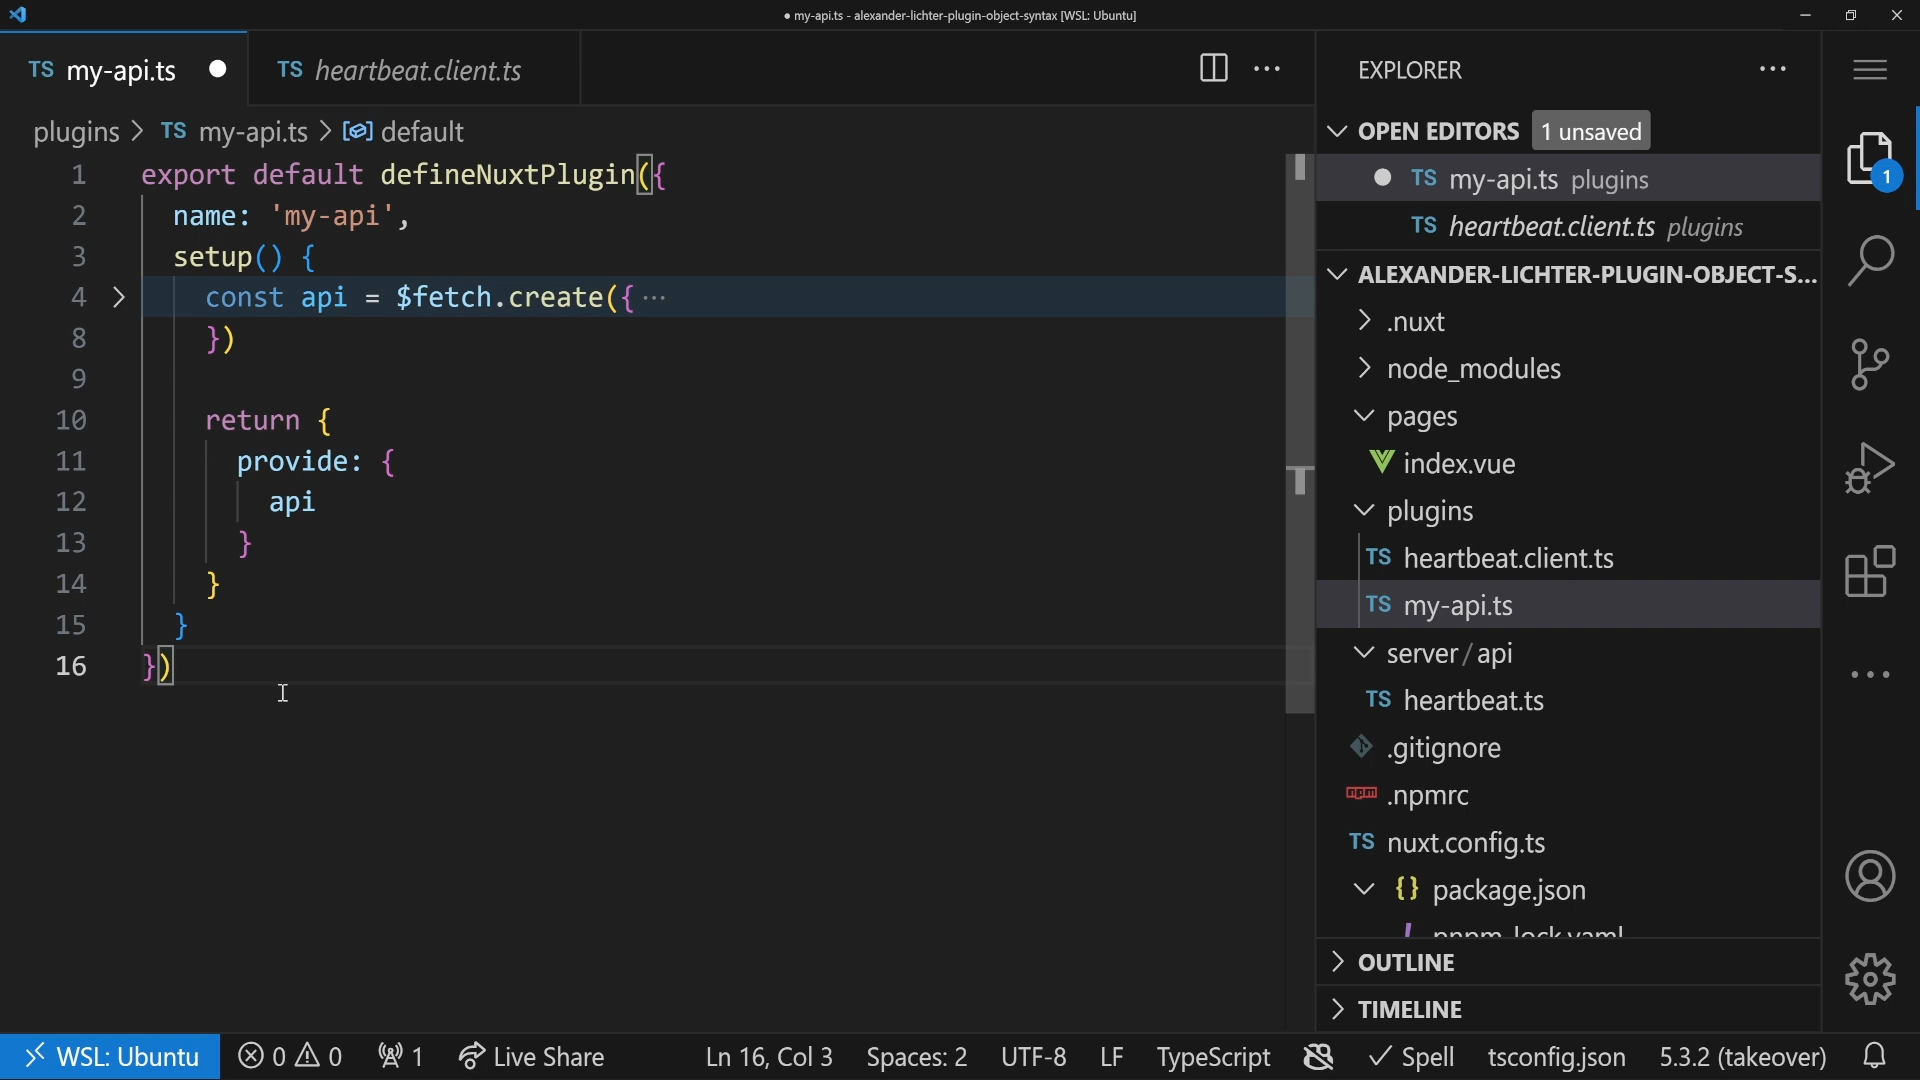 ● my-api.ts - alexander-lichter-plugin-object-syntax [WSL: Ubuntu]
TS my-api.ts
TS heartbeat.client.ts
plugins > TS my-api.ts > default
1 export default defineNuxtPlugin({
2 name: 'my-api',
3 setup() {
4 const api = $fetch.create({ ···
8 })
9
10 return {
11 provide: {
12 api
13 }
14 }
15 }
16 })
EXPLORER
OPEN EDITORS 1 unsaved
TS my-api.ts plugins
TS heartbeat.client.ts plugins
ALEXANDER-LICHTER-PLUGIN-OBJECT-S...
.nuxt
node_modules
pages
index.vue
plugins
TS heartbeat.client.ts
TS my-api.ts
server / api
TS heartbeat.ts
.gitignore
.npmrc
TS nuxt.config.ts
{} package.json
pnpm-lock.yaml
OUTLINE
TIMELINE
1
WSL: Ubuntu 0 0 1 Live Share Ln 16, Col 3 Spaces: 2 UTF-8 LF TypeScript Spell tsconfig.json 5.3.2 (takeover)